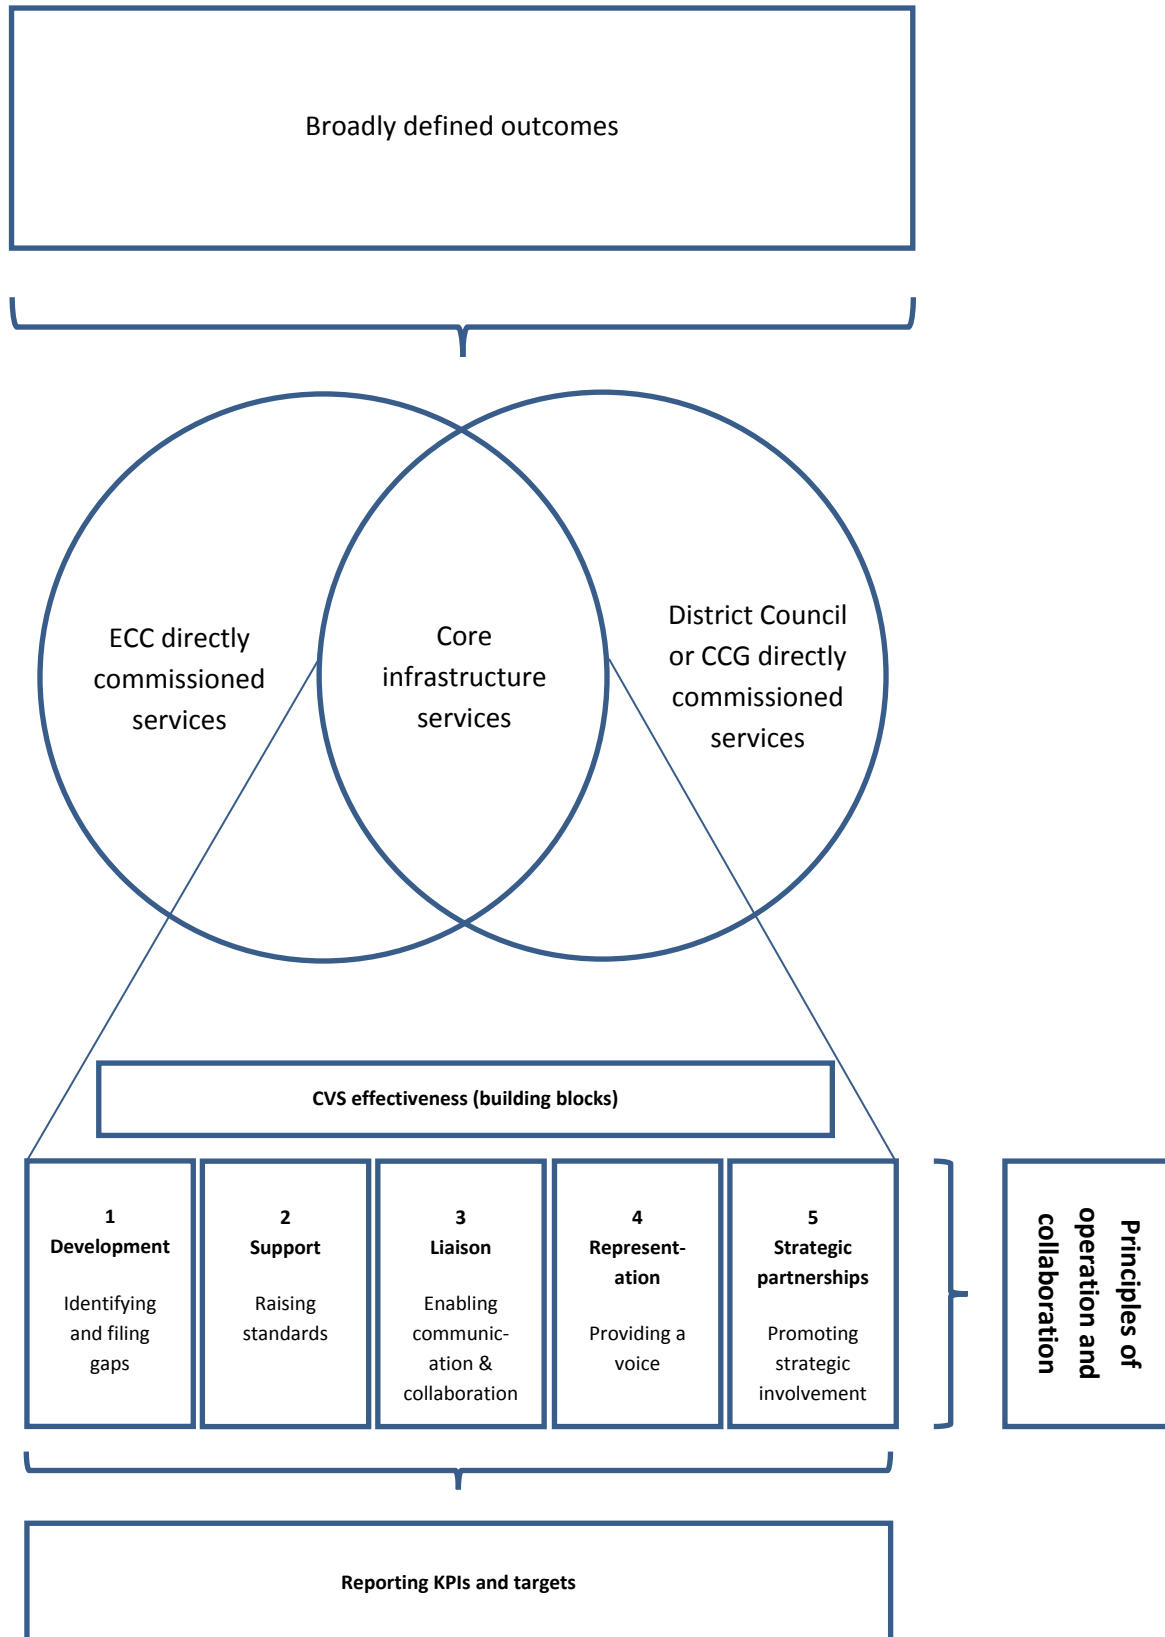 Broadly defined outcomes
ECC directly
commissioned
services
Core
infrastructure
services
District Council
or CCG directly
commissioned
services
CVS effectiveness (building blocks)
1
Development
Identifying
and filing
gaps
2
Support
Raising
standards
3
Liaison
Enabling
communic-
ation &
collaboration
4
Represent-
ation
Providing a
voice
5
Strategic
partnerships
Promoting
strategic
involvement
Principles of
operation and
collaboration
Reporting KPIs and targets